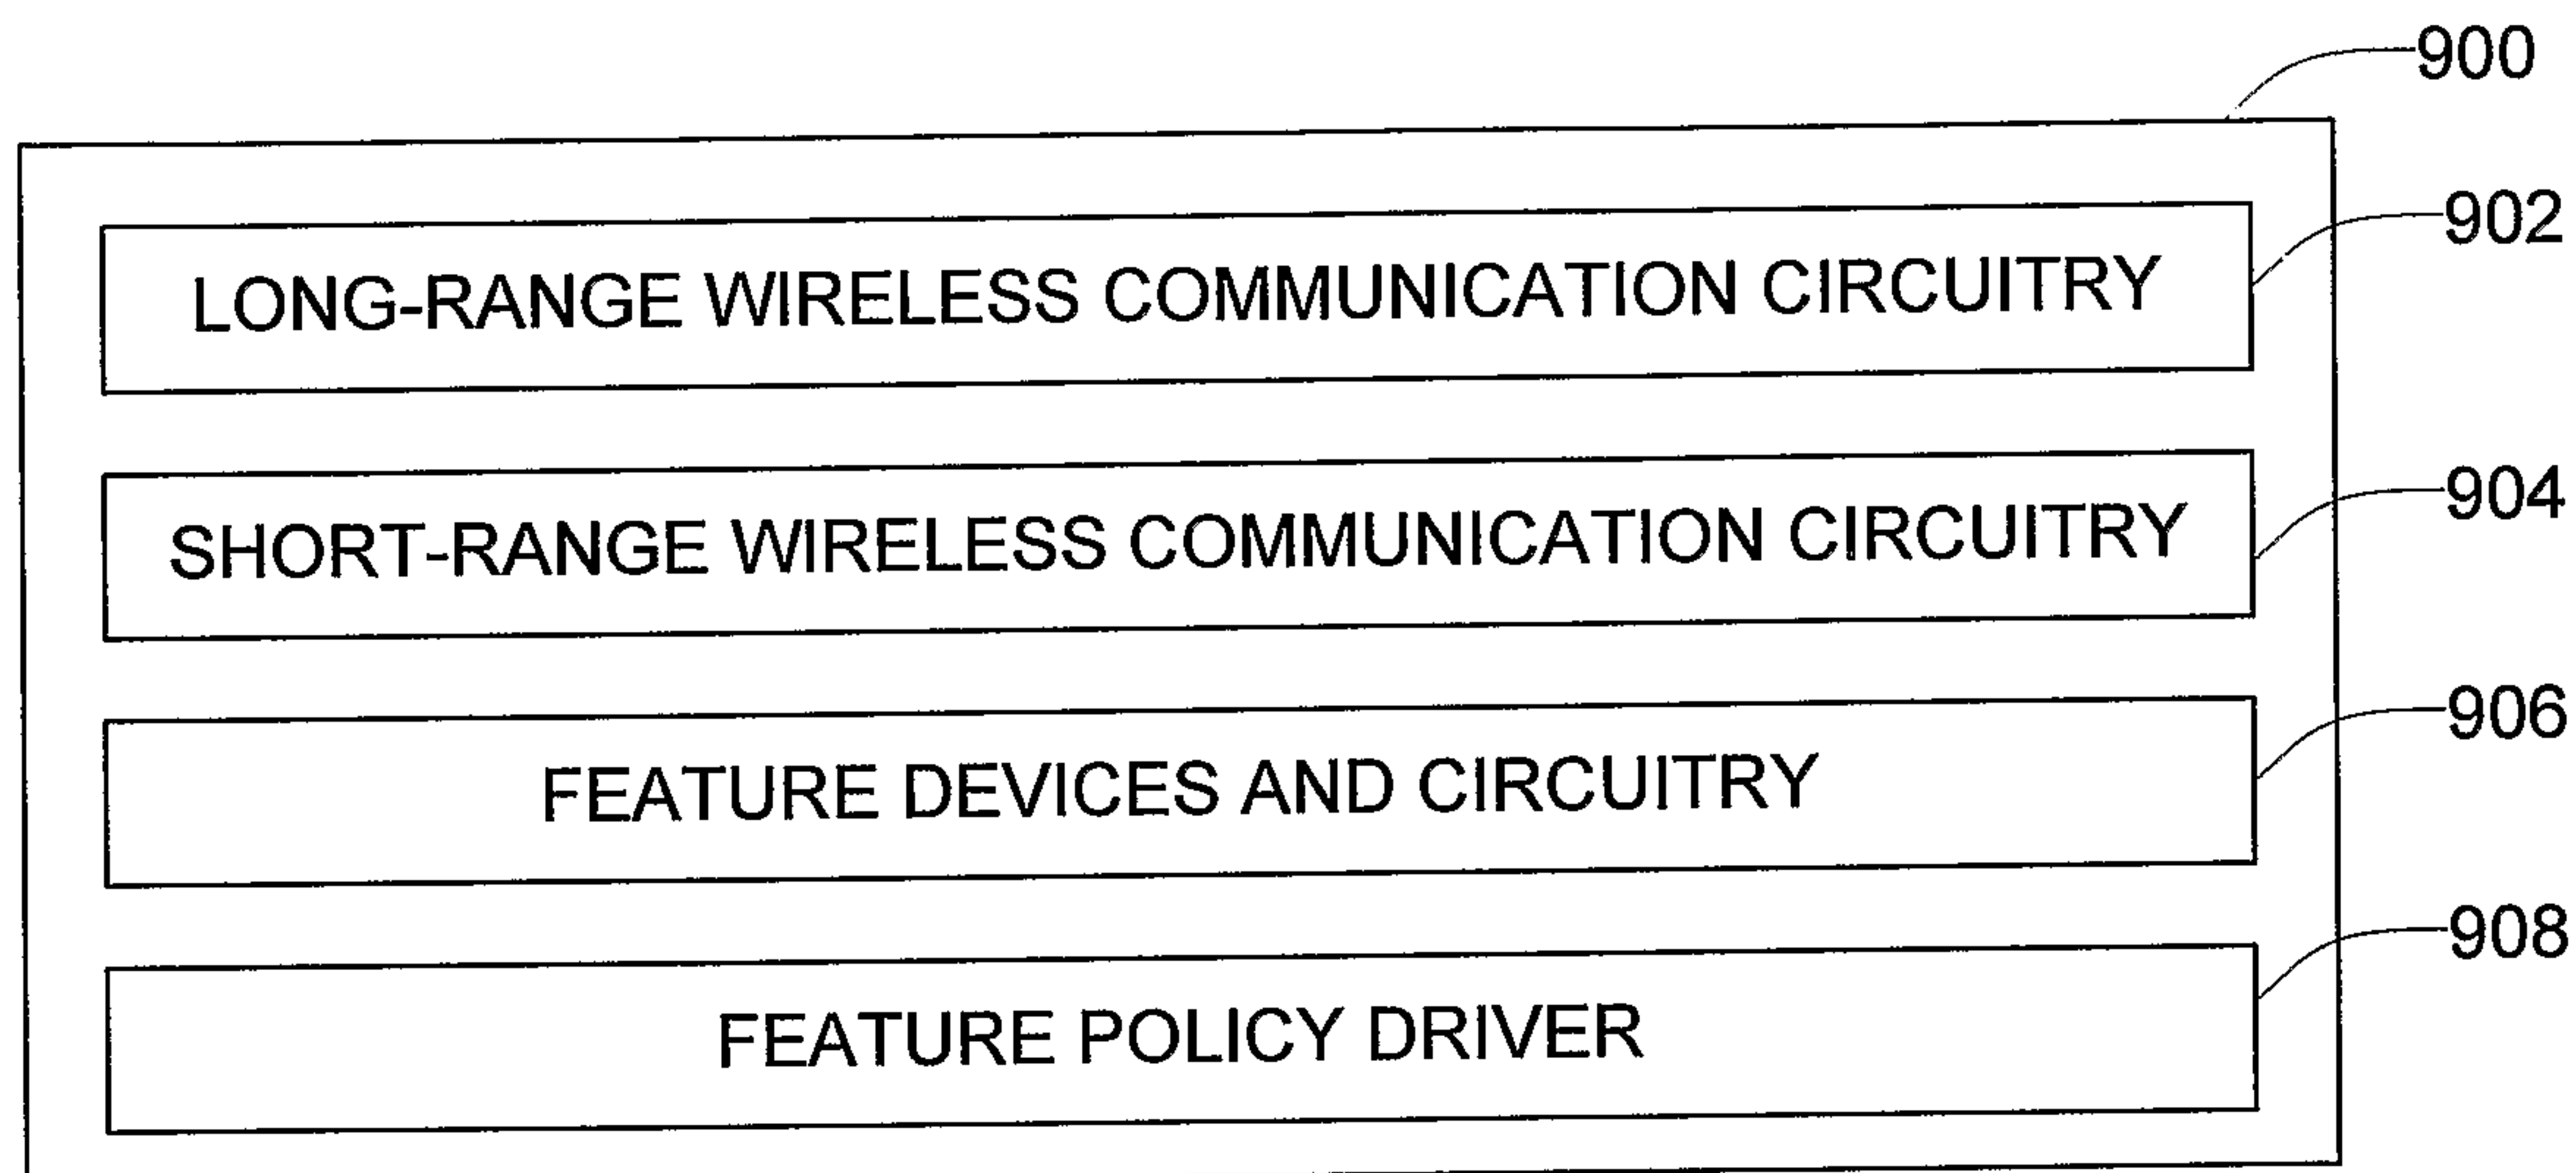 900
LONG-RANGE WIRELESS COMMUNICATION CIRCUITRY
902
SHORT-RANGE WIRELESS COMMUNICATION CIRCUITRY
904
FEATURE DEVICES AND CIRCUITRY
906
FEATURE POLICY DRIVER
908